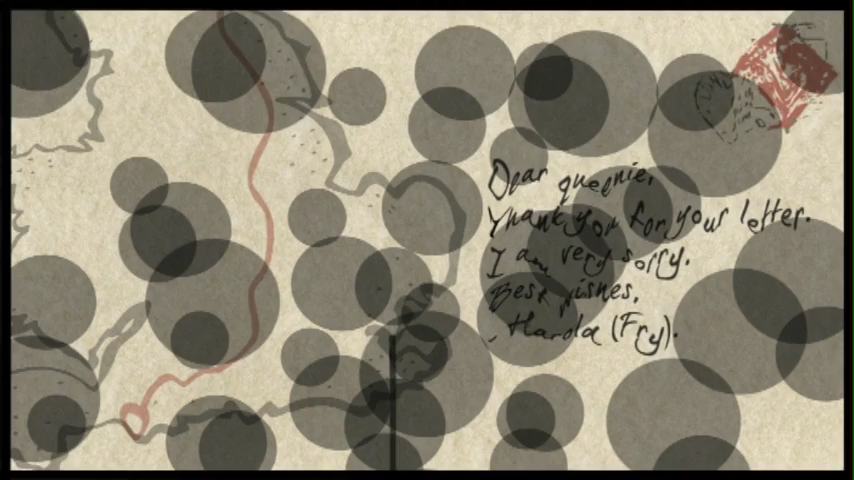 Dear queenie,
Thank you for your letter.
I am very sorry.
Best wishes,
Harold (Fry).